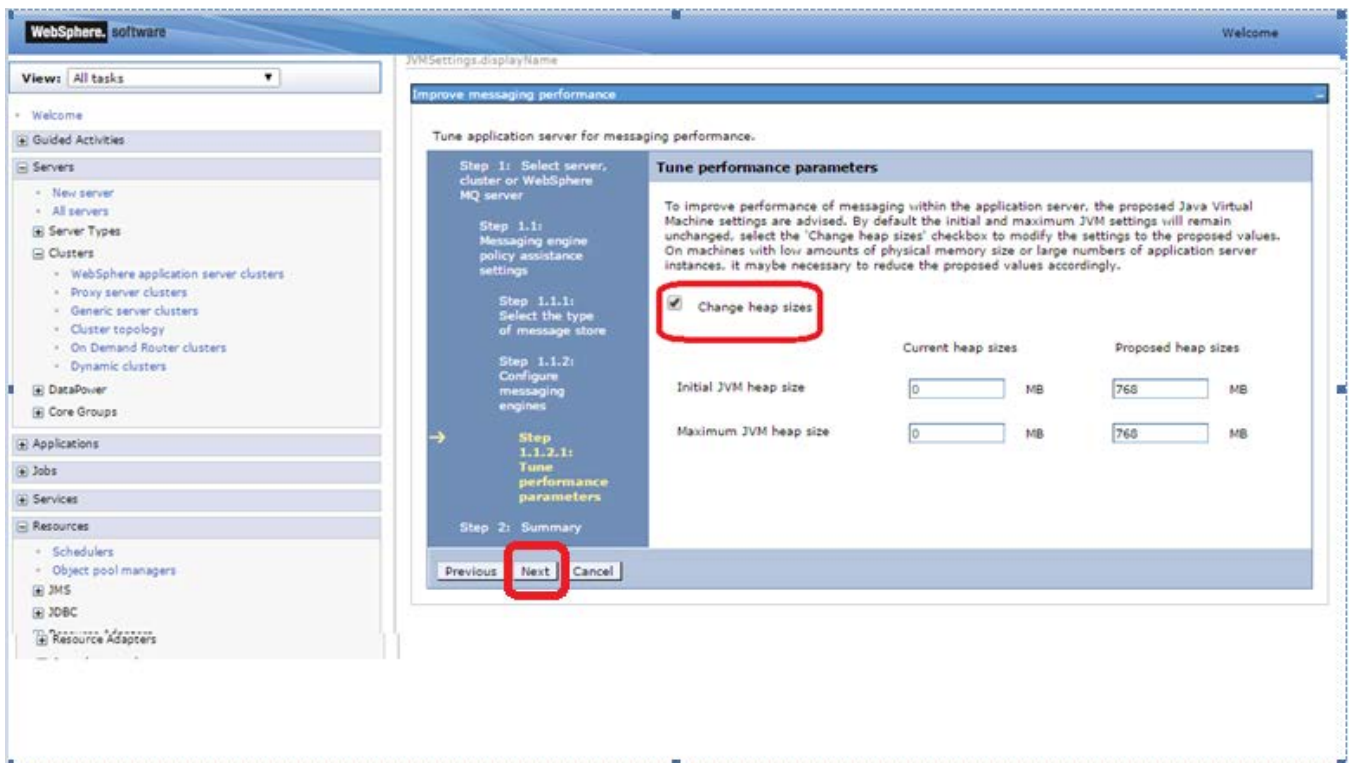 WebSphere. software
Welcome
View: All tasks
JVMSettings.displayName
Welcome
Guided Activities
Servers
New server
All servers
Server Types
Clusters
WebSphere application server clusters
Proxy server clusters
Generic server clusters
Cluster topology
On Demand Router clusters
Dynamic clusters
DataPower
Core Groups
Applications
Jobs
Services
Resources
Schedulers
Object pool managers
JMS
JDBC
Resource Adapters
Improve messaging performance
Tune application server for messaging performance.
Step 1: Select server,
cluster or WebSphere
MQ server
Step 1.1:
Messaging engine
policy assistance
settings
Step 1.1.1:
Select the type
of message store
Step 1.1.2:
Configure
messaging
engines
Step
1.1.2.1:
Tune
performance
parameters
Step 2: Summary
Tune performance parameters
To improve performance of messaging within the application server, the proposed Java Virtual
Machine settings are advised. By default the initial and maximum JVM settings will remain
unchanged, select the 'Change heap sizes' checkbox to modify the settings to the proposed values.
On machines with low amounts of physical memory size or large numbers of application server
instances, it maybe necessary to reduce the proposed values accordingly.
Change heap sizes
Current heap sizes Proposed heap sizes
Initial JVM heap size 0 MB 768 MB
Maximum JVM heap size 0 MB 768 MB
Previous Next Cancel